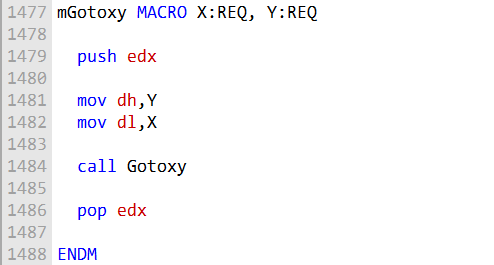 1477 mGotoxy MACRO X:REQ, Y:REQ
1478
1479 push edx
1480
1481 mov dh,Y
1482 mov dl,X
1483
1484 call Gotoxy
1485
1486 pop edx
1487
1488 ENDM